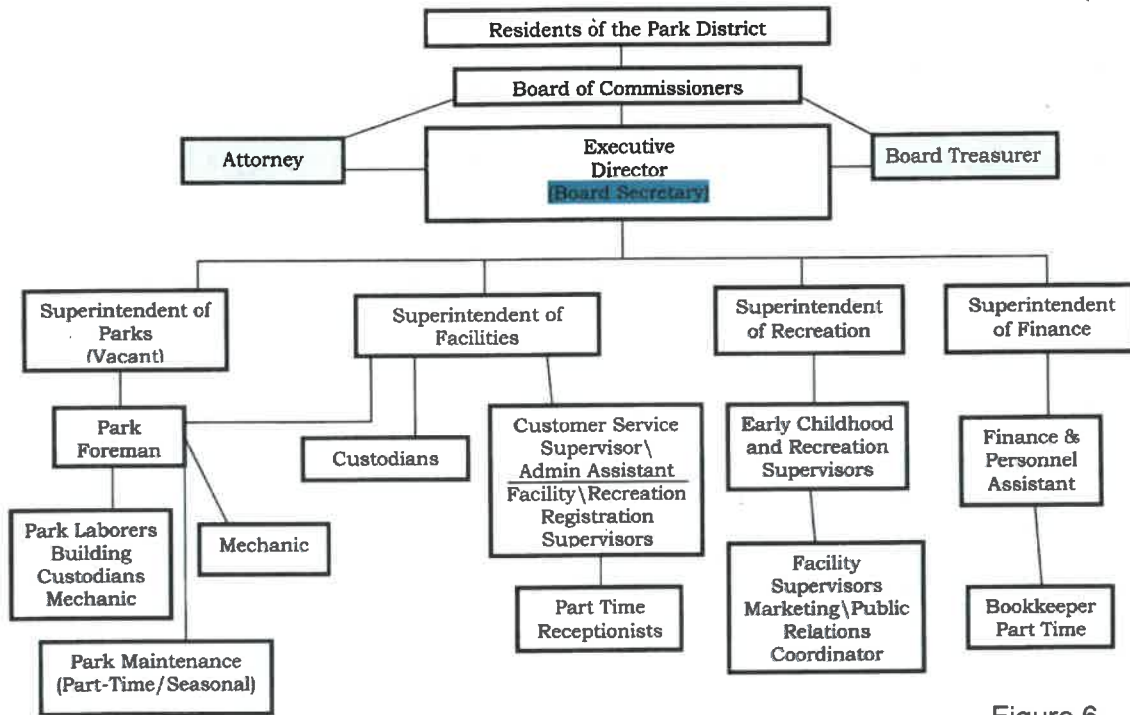 Residents of the Park District
Board of Commissioners
Attorney
Executive
Director
(Board Secretary)
Board Treasurer
Superintendent of
Parks
(Vacant)
Superintendent of
Facilities
Superintendent
of Recreation
Superintendent
of Finance
Park
Foreman
Custodians
Customer Service
Supervisor\
Admin Assistant
Facility\Recreation
Registration
Supervisors
Early Childhood
and Recreation
Supervisors
Finance &
Personnel
Assistant
Park Laborers
Building
Custodians
Mechanic
Mechanic
Part Time
Receptionists
Facility
Supervisors
Marketing\Public
Relations
Coordinator
Bookkeeper
Part Time
Park Maintenance
(Part-Time/Seasonal)
Figure 6